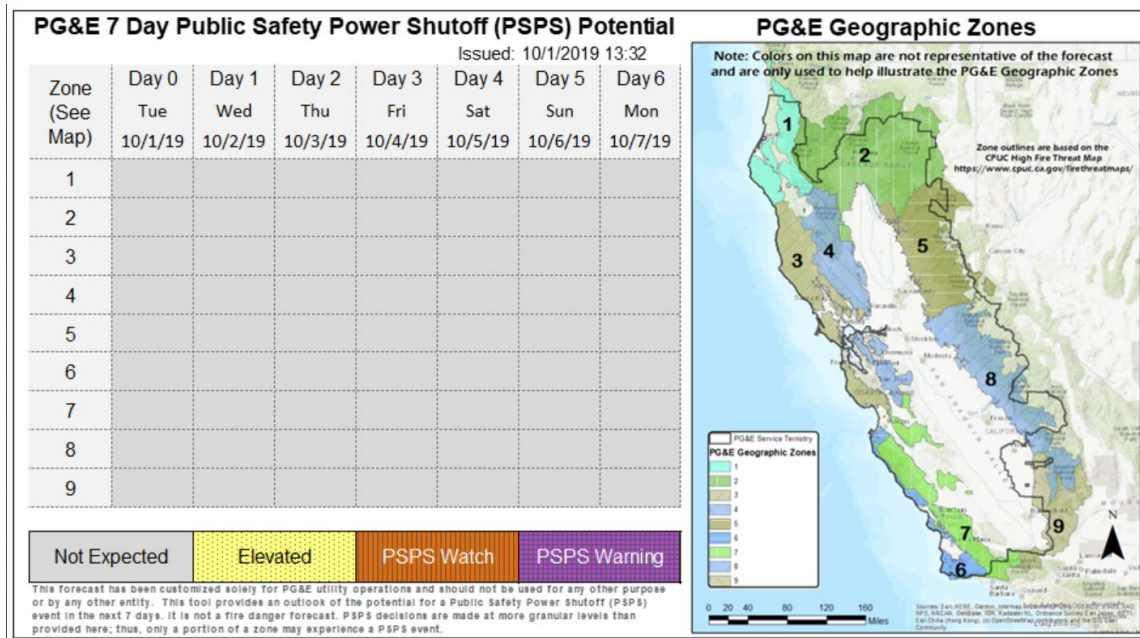 PG&E 7 Day Public Safety Power Shutoff (PSPS) Potential
Issued: 10/1/2019 13:32
Zone (See Map) Day 0 Day 1 Day 2 Day 3 Day 4 Day 5 Day 6
Tue Wed Thu Fri Sat Sun Mon
10/1/19 10/2/19 10/3/19 10/4/19 10/5/19 10/6/19 10/7/19
1
2
3
4
5
6
7
8
9
Not Expected Elevated PSPS Watch PSPS Warning
This forecast has been customized solely for PG&E utility operations and should not be used for any other purpose
or by any other entity. This tool provides an outlook of the potential for a Public Safety Power Shutoff (PSPS)
event in the next 7 days. It is not a fire danger forecast. PSPS decisions are made at more granular levels than
provided here; thus, only a portion of a zone may experience a PSPS event.
PG&E Geographic Zones
Note: Colors on this map are not representative of the forecast
and are only used to help illustrate the PG&E Geographic Zones
Zone outlines are based on the
CPUC High Fire Threat Map
https://www.cpuc.ca.gov/firethreatmaps/
1
2
3
4
5
8
7
6
9
Reno
Carson City
Sacramento
Stockton
Modesto
Fresno
CALIFORNIA
PG&E Service Territory
PG&E Geographic Zones
1
2
3
4
5
6
7
8
9
N
0 20 40 80 120 160
Miles